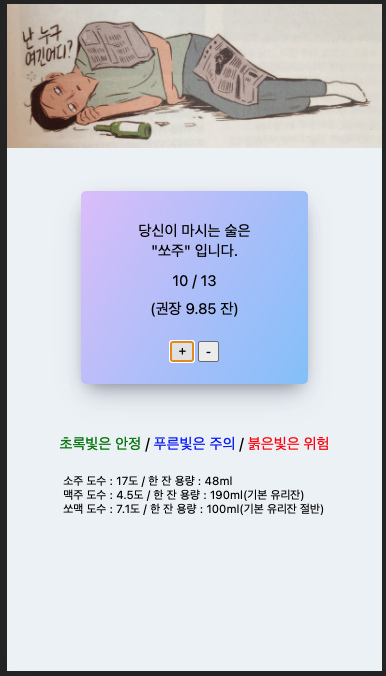 난 누구
여긴어디?
당신이 마시는 술은
"쏘주" 입니다.
10 / 13
(권장 9.85 잔)
+ -
초록빛은 안정 / 푸른빛은 주의 / 붉은빛은 위험
소주 도수 : 17도 / 한 잔 용량 : 48ml
맥주 도수 : 4.5도 / 한 잔 용량 : 190ml(기본 유리잔)
쏘맥 도수 : 7.1도 / 한 잔 용량 : 100ml(기본 유리잔 절반)